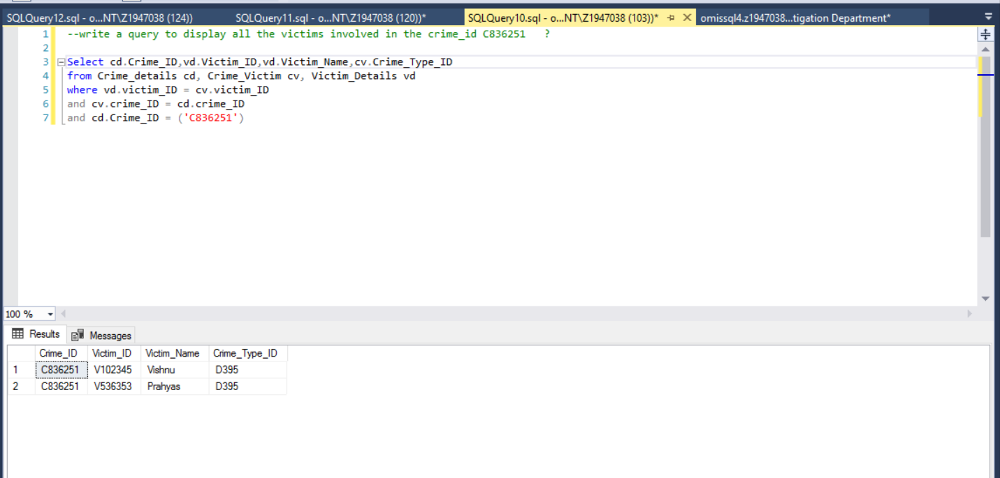 SQLQuery12.sql - o...NT\Z1947038 (124)) SQLQuery11.sql - o...NT\Z1947038 (120))* SQLQuery10.sql - o...NT\Z1947038 (103))* omissql4.z1947038...tigation Department*
1 --write a query to display all the victims involved in the crime_id C836251 ?
2
3 Select cd.Crime_ID,vd.Victim_ID,vd.Victim_Name,cv.Crime_Type_ID
4 from Crime_details cd, Crime_Victim cv, Victim_Details vd
5 where vd.victim_ID = cv.victim_ID
6 and cv.crime_ID = cd.crime_ID
7 and cd.Crime_ID = ('C836251')
100 %
Results Messages
Crime_ID Victim_ID Victim_Name Crime_Type_ID
1 C836251 V102345 Vishnu D395
2 C836251 V536353 Prahyas D395